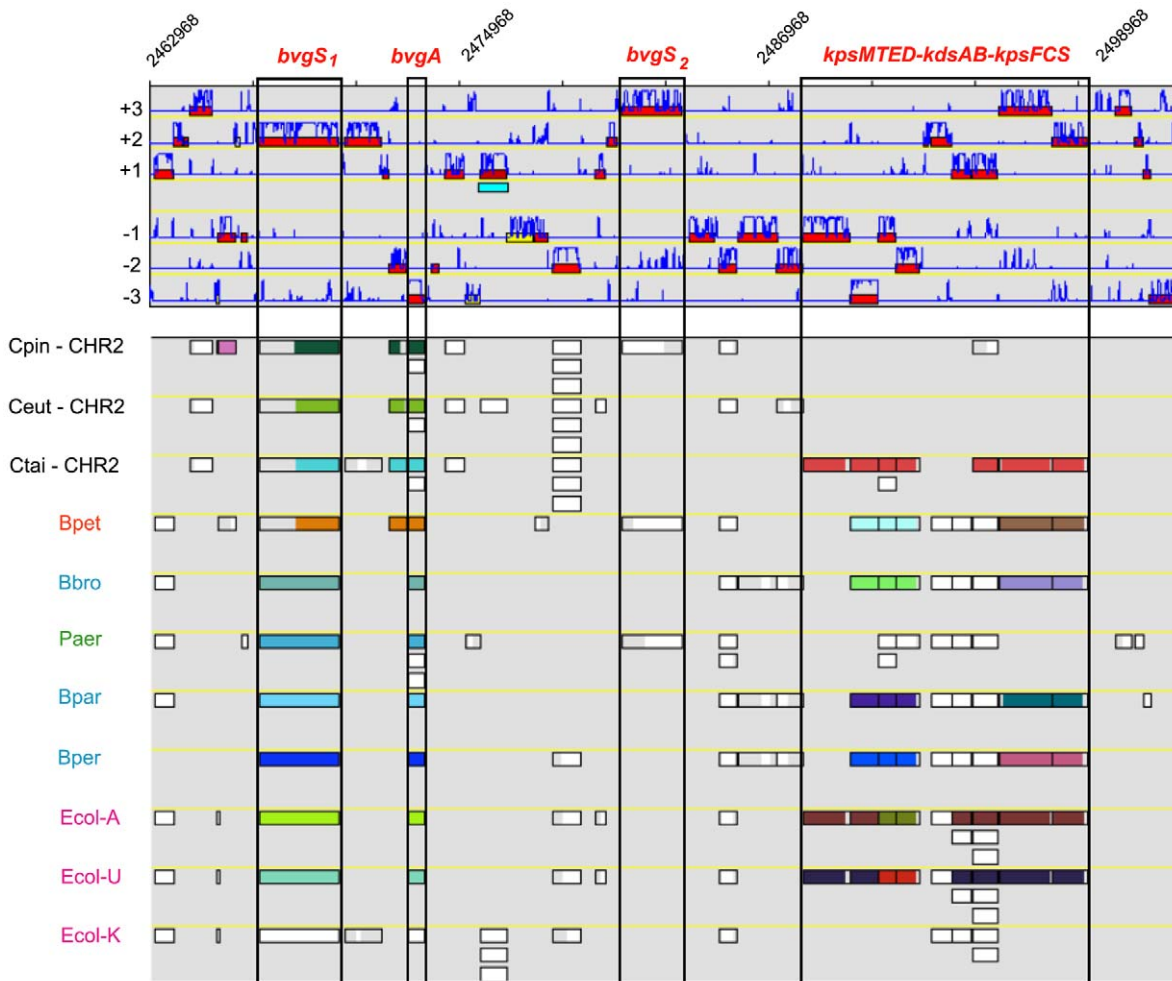 2462968 2474968 2486968 2498968
bvgS1 bvgA bvgS2 kpsMTED-kdsAB-kpsFCS
+3
+2
+1
-1
-2
-3
Cpin - CHR2
Ceut - CHR2
Ctai - CHR2
Bpet
Bbro
Paer
Bpar
Bper
Ecol-A
Ecol-U
Ecol-K